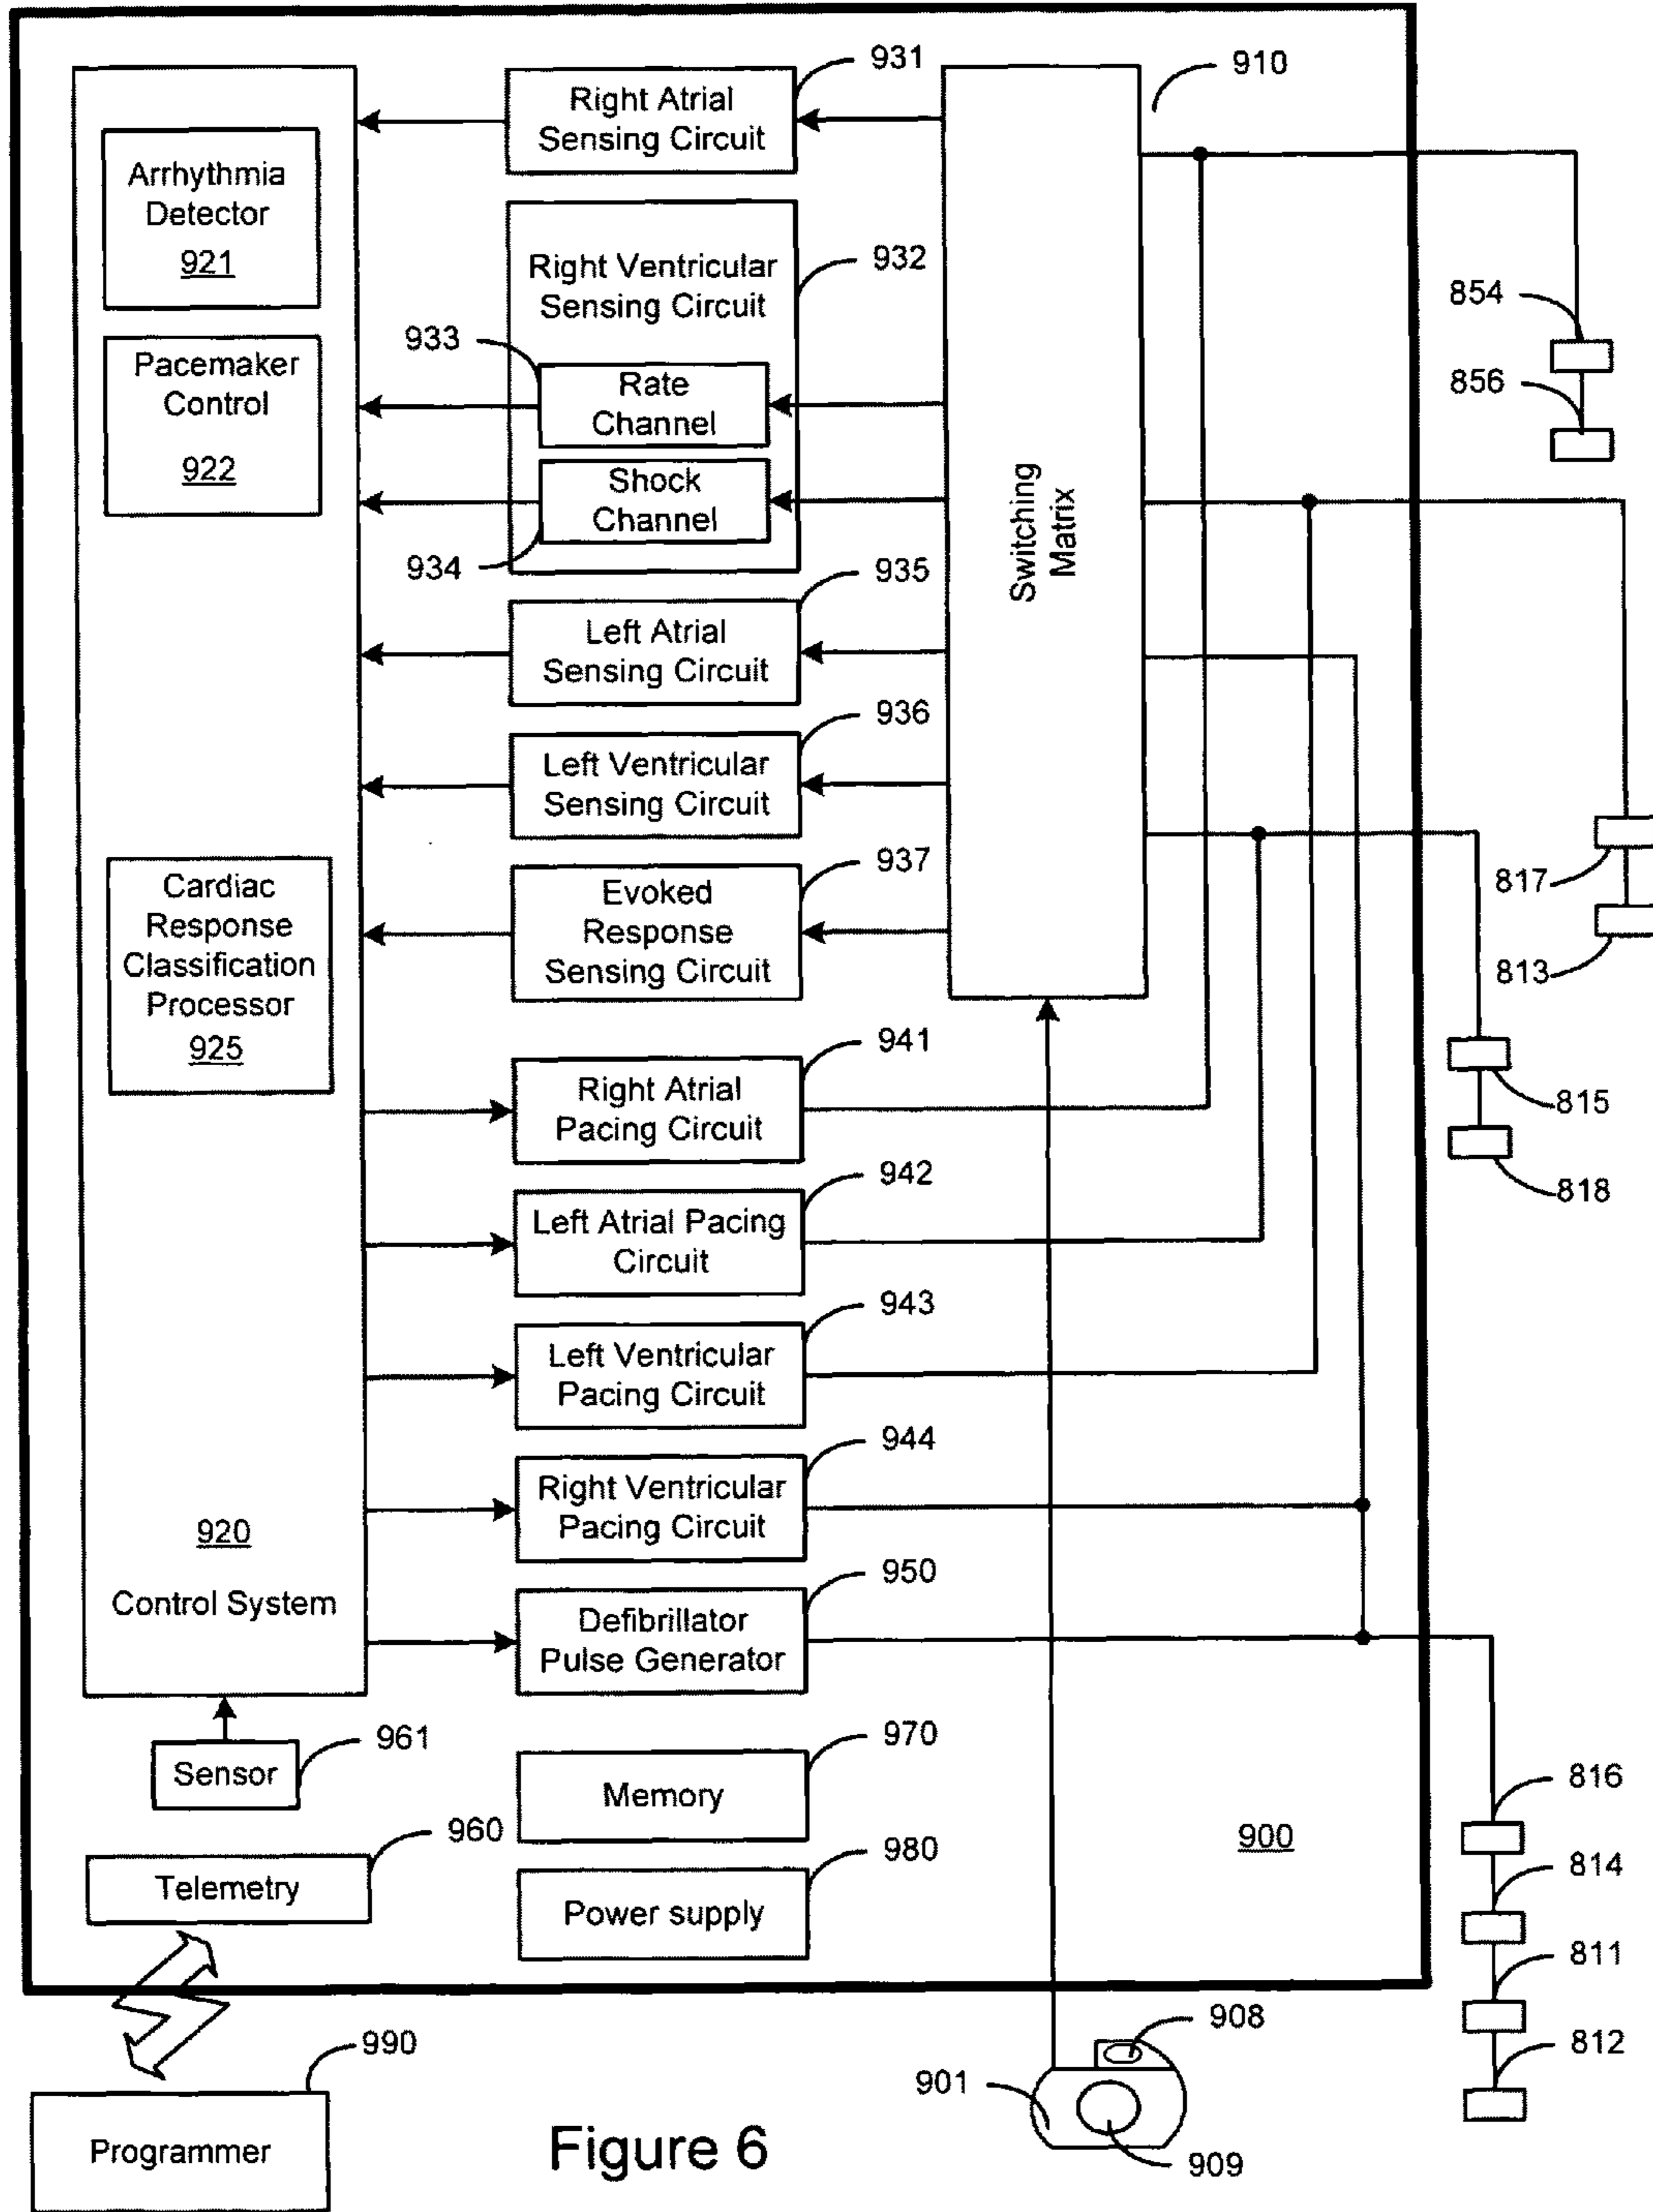 931
910
Right Atrial
Sensing Circuit
Arrhythmia
Detector
921
Right Ventricular
Sensing Circuit
932
854
933
Pacemaker
Control
922
Rate
Channel
856
Shock
Channel
934
Switching
Matrix
935
Left Atrial
Sensing Circuit
936
Left Ventricular
Sensing Circuit
817
937
Cardiac
Response
Classification
Processor
925
Evoked
Response
Sensing Circuit
813
941
Right Atrial
Pacing Circuit
815
942
818
Left Atrial Pacing
Circuit
943
Left Ventricular
Pacing Circuit
944
Right Ventricular
Pacing Circuit
920
Control System
950
Defibrillator
Pulse Generator
961
Sensor
970
Memory
816
960
Telemetry
980
Power supply
900
814
811
908
812
990
901
Programmer
909
Figure 6